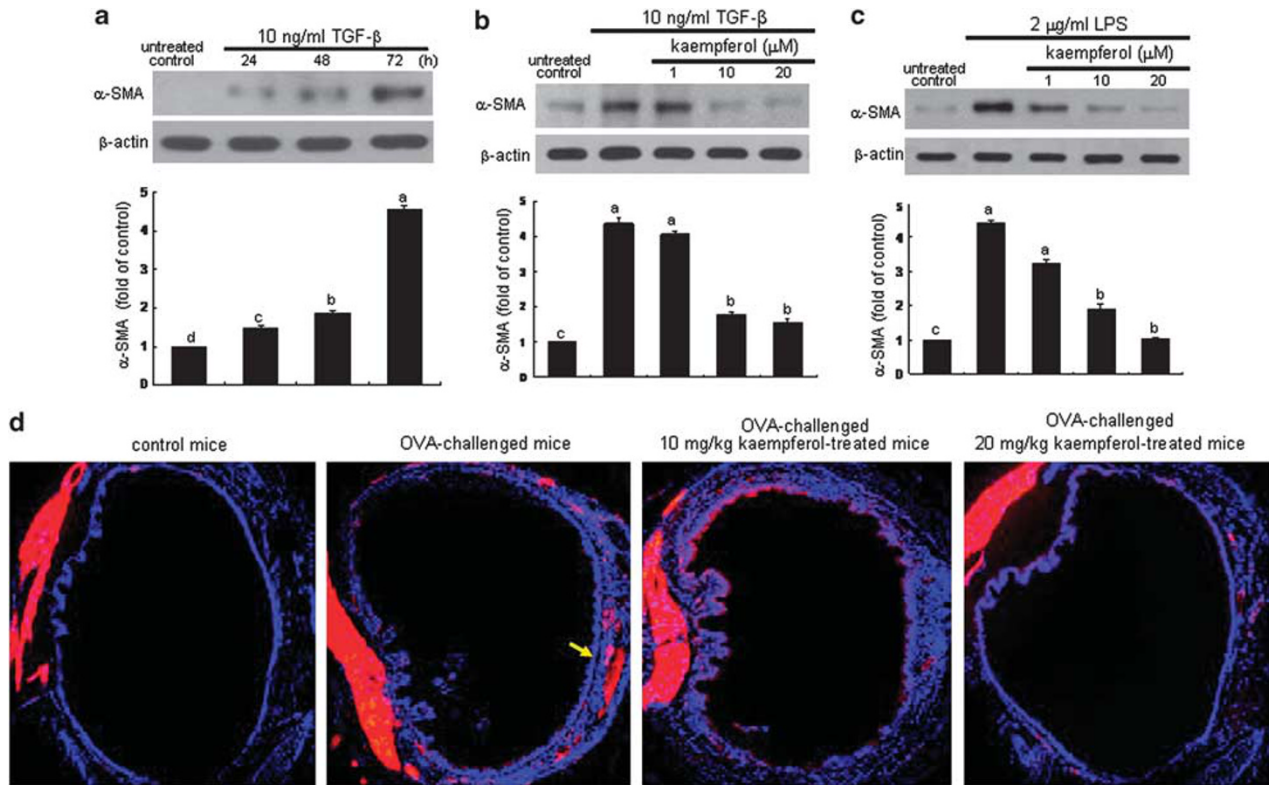 a
10 ng/ml TGF-β
untreated
control
24 48 72 (h)
α-SMA
β-actin
α-SMA (fold of control)
5
4
3
2
1
0
d
c
b
a
b
10 ng/ml TGF-β
untreated
control
kaempferol (μM)
1 10 20
α-SMA
β-actin
α-SMA (fold of control)
5
4
3
2
1
0
c
a
a
b
b
c
2 μg/ml LPS
untreated
control
kaempferol (μM)
1 10 20
α-SMA
β-actin
α-SMA (fold of control)
5
4
3
2
1
0
c
a
a
b
b
d
control mice
OVA-challenged mice
OVA-challenged
10 mg/kg kaempferol-treated mice
OVA-challenged
20 mg/kg kaempferol-treated mice